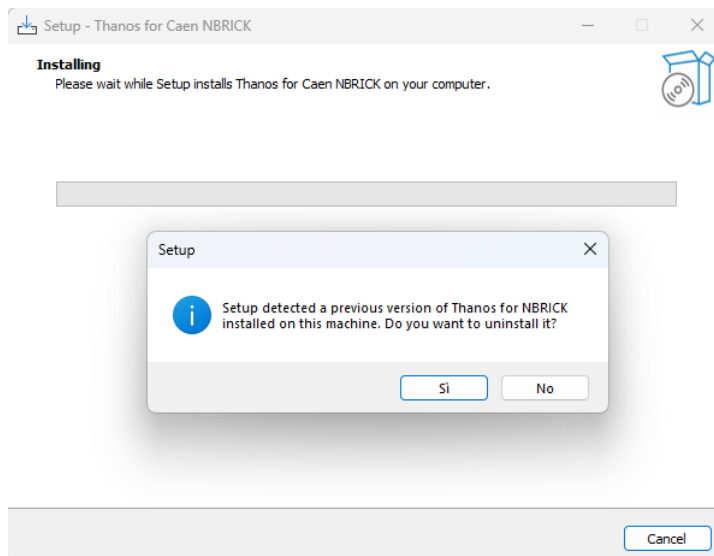 Setup - Thanos for Caen NBRICK
Installing
Please wait while Setup installs Thanos for Caen NBRICK on your computer.
Setup
Setup detected a previous version of Thanos for NBRICK
installed on this machine. Do you want to uninstall it?
Sì
No
Cancel